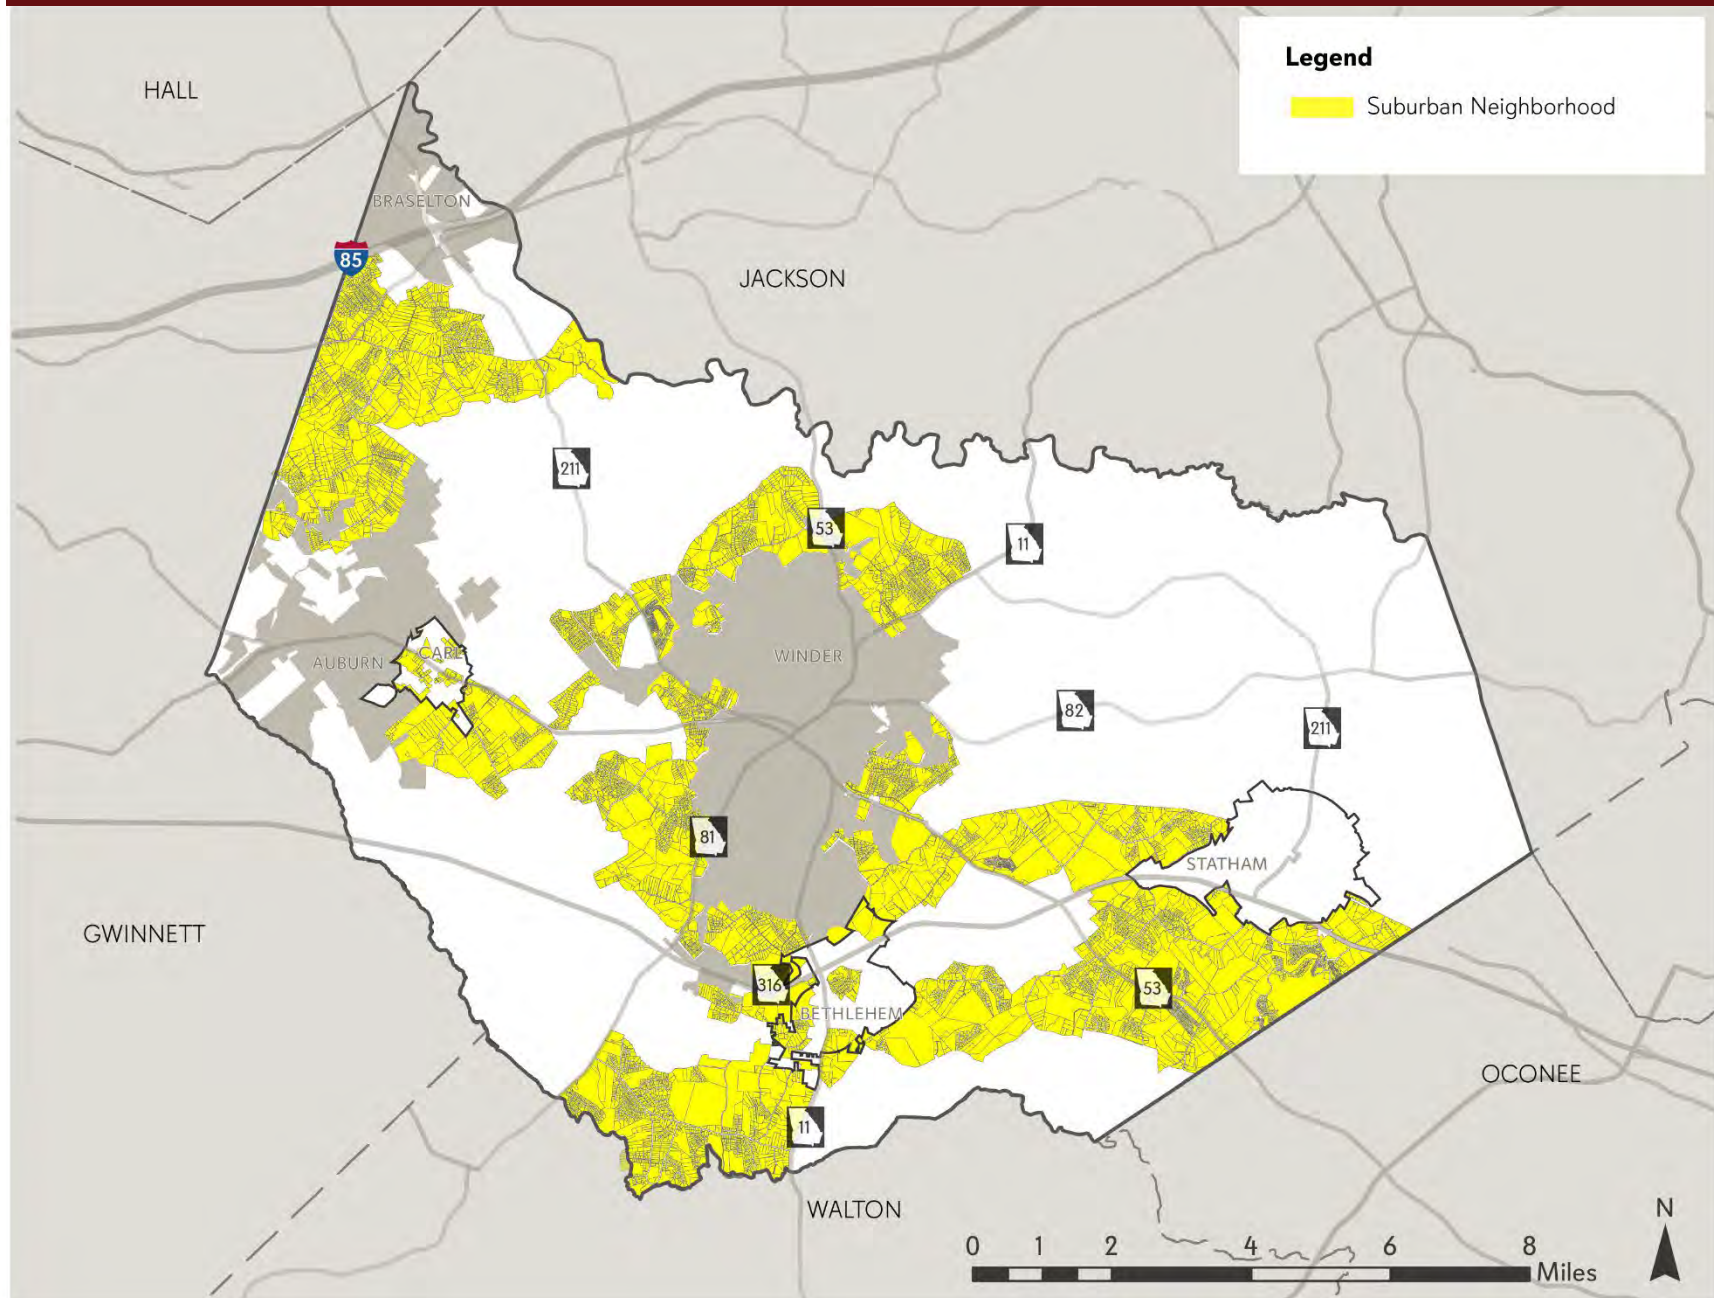 Legend
Suburban Neighborhood
HALL
BRASELTON
85
JACKSON
211
53
11
CARL
AUBURN
WINDER
82
211
81
STATHAM
GWINNETT
316
53
BETHLEHEM
OCONEE
11
WALTON
N
0 1 2 4 6 8
Miles